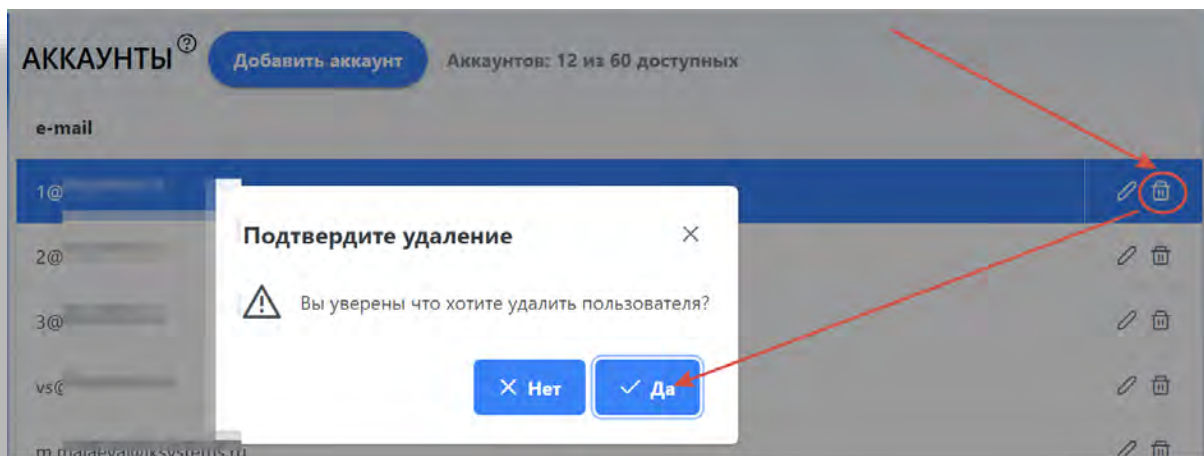 АККАУНТЫ ? Добавить аккаунт Аккаунтов: 12 из 60 доступных
e-mail
1@
Подтвердите удаление
2@
Вы уверены что хотите удалить пользователя?
3@
Нет Да
vs@